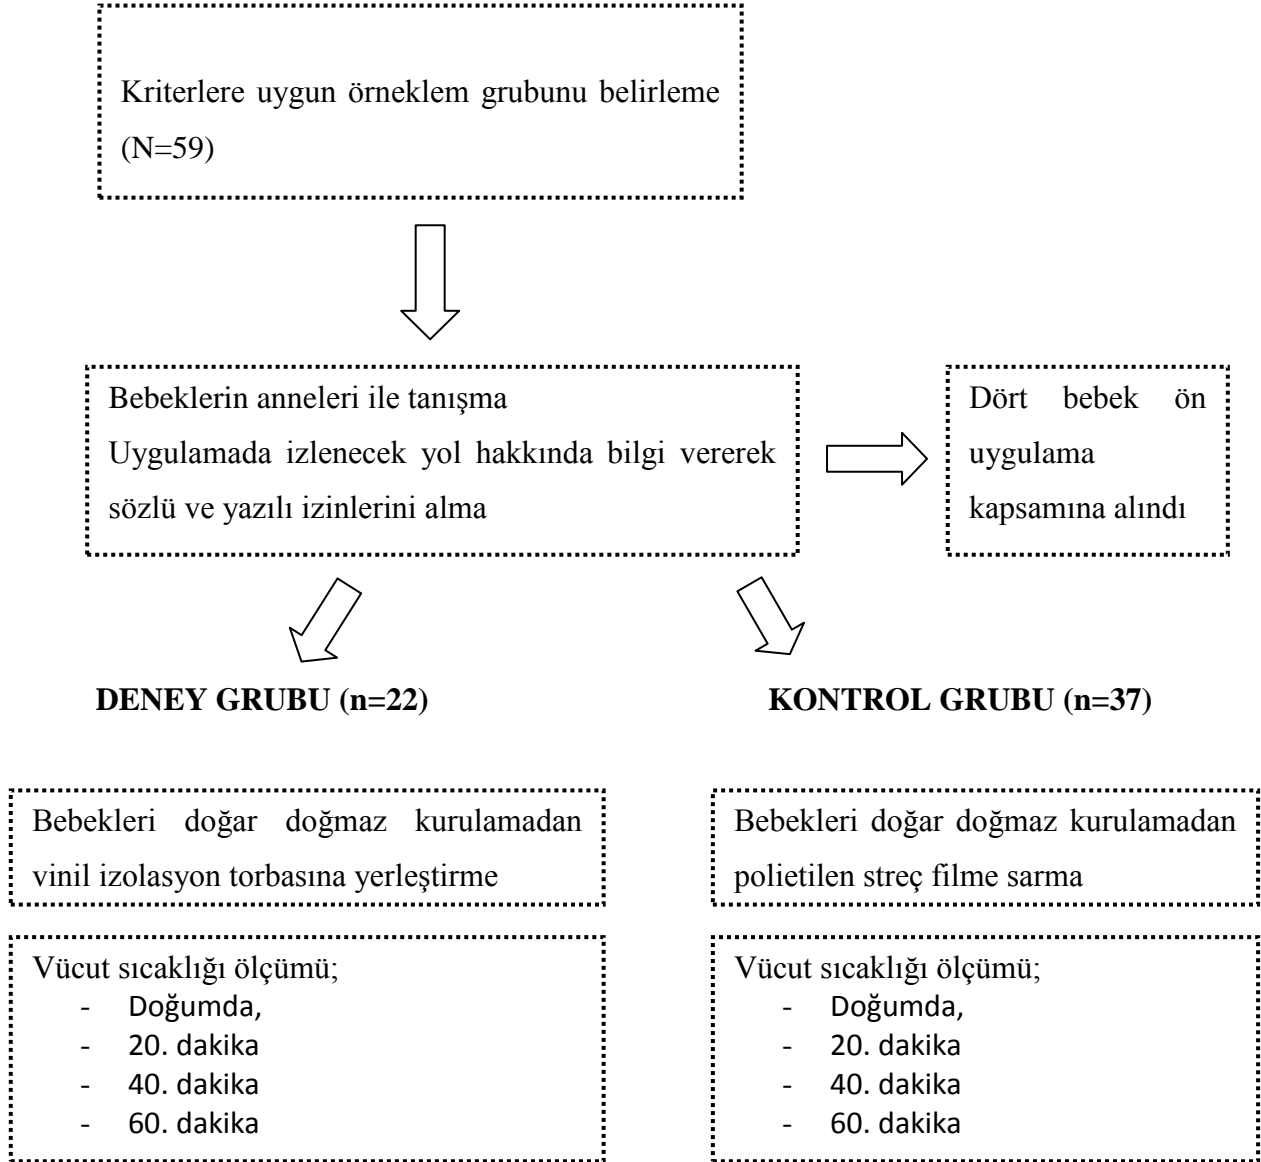 Kriterlere uygun örneklem grubunu belirleme
(N=59)
Bebeklerin anneleri ile tanışma
Uygulamada izlenecek yol hakkında bilgi vererek
sözlü ve yazılı izinlerini alma
Dört bebek ön
uygulama
kapsamına alındı
DENEY GRUBU (n=22)
KONTROL GRUBU (n=37)
Bebekleri doğar doğmaz kurulamadan
vinil izolasyon torbasına yerleştirme
Bebekleri doğar doğmaz kurulamadan
polietilen streç filme sarma
Vücut sıcaklığı ölçümü;
- Doğumda,
- 20. dakika
- 40. dakika
- 60. dakika
Vücut sıcaklığı ölçümü;
- Doğumda,
- 20. dakika
- 40. dakika
- 60. dakika